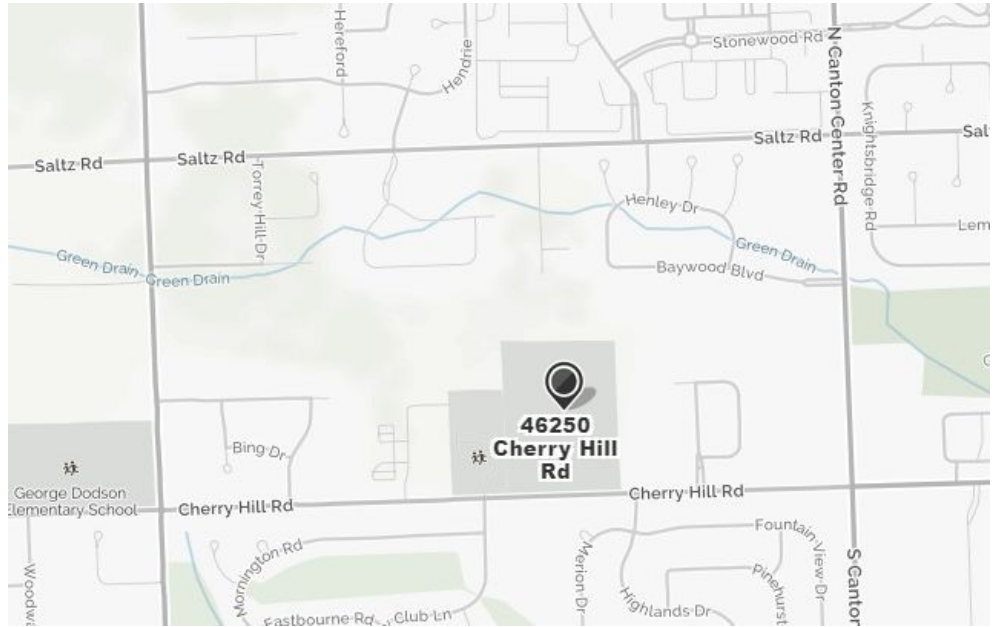 Hereford
Hendrie
Stonewood Rd
N Canton Center Rd
Knightsbridge Rd
Saltz Rd
Saltz Rd
Saltz Rd
Sal
Torrey Hill Dr
Henley Dr
Lem
Green Drain
Green Drain
Green Drain
Baywood Blvd
46250
Cherry Hill
Rd
Bing Dr
George Dodson
Elementary School
Cherry Hill Rd
Cherry Hill Rd
Mornington Rd
Merion Dr
Fountain View Dr
Pinehurst
Highlands Dr
S Canton
Woodwa
Eastbourne Rd
Club Ln